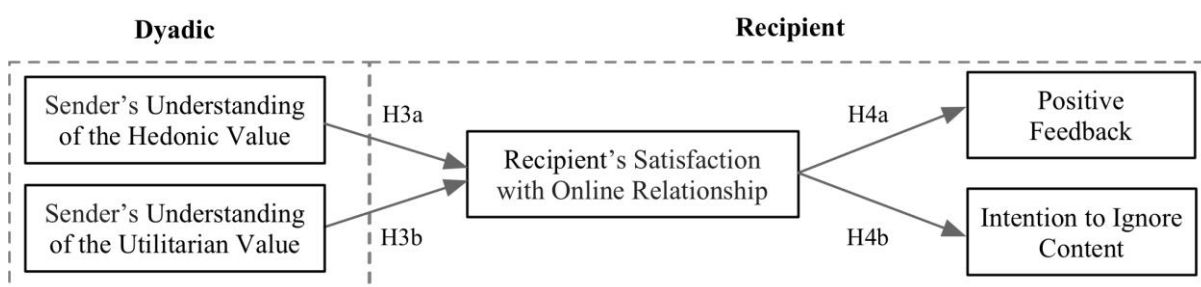 Dyadic
Recipient
Sender's Understanding
of the Hedonic Value
H3a
H4a
Positive
Feedback
Recipient's Satisfaction
with Online Relationship
Sender's Understanding
of the Utilitarian Value
H3b
H4b
Intention to Ignore
Content